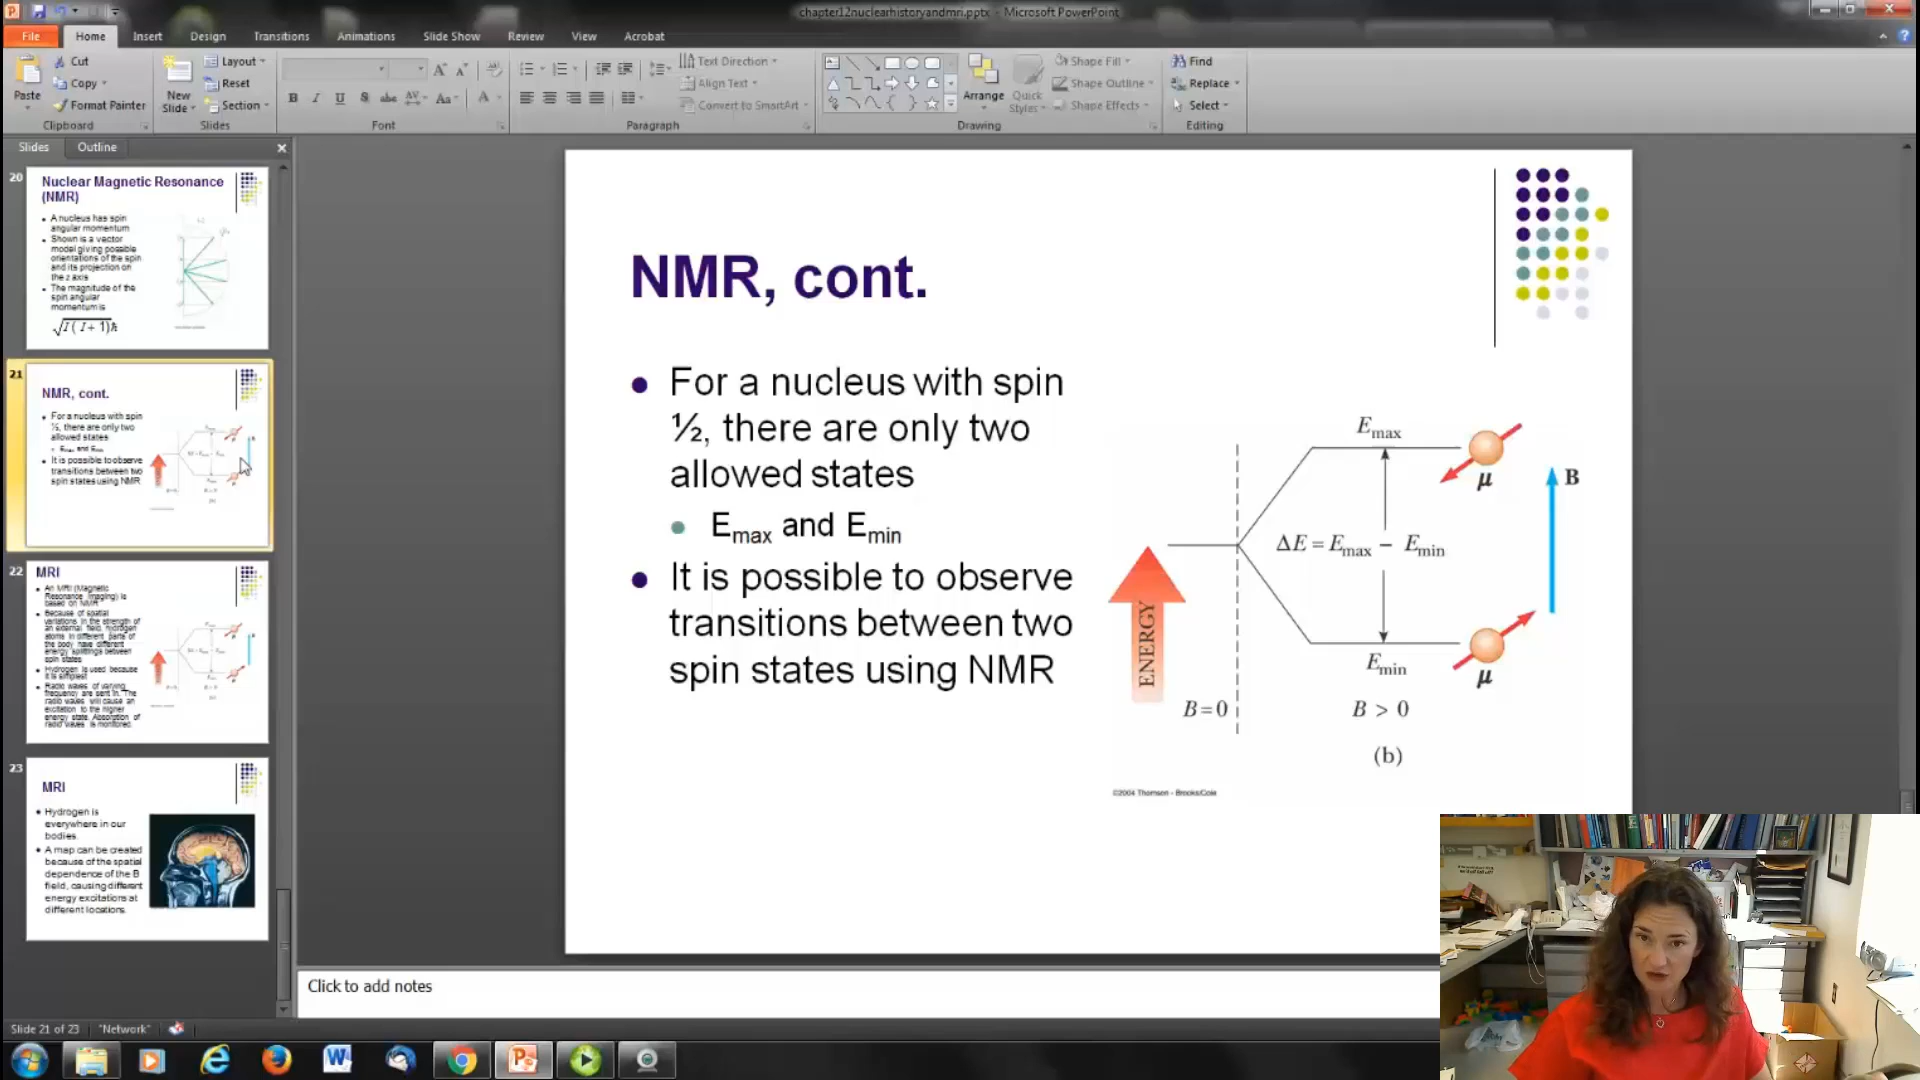 chapter12nuclearhistoryandmri.pptx - Microsoft PowerPoint
File Home Insert Design Transitions Animations Slide Show Review View Acrobat
Paste
Cut
Copy
Format Painter
Clipboard
New Slide
Layout
Reset
Section
Slides
Font
Text Direction
Align Text
Convert to SmartArt
Paragraph
Arrange
Quick Styles
Shape Fill
Shape Outline
Shape Effects
Drawing
Find
Replace
Select
Editing
Slides Outline
20
Nuclear Magnetic Resonance
(NMR)
A nucleus has spin
angular momentum
Shown is a vector
model giving possible
orientations of the spin
and its projection on
the z axis
The magnitude of the
spin angular
momentum is
√I(I+1)ħ
21
NMR, cont.
For a nucleus with spin
½, there are only two
allowed states
Emax and Emin
It is possible to observe
transitions between two
spin states using NMR
22
MRI
An MRI (Magnetic
Resonance Imaging) is
based on NMR
Because of spatial
variations in the strength of
an external field, hydrogen
atoms in different parts of
the body have different
energy splittings between
spin states
Hydrogen is used because
it is simplest
Radio waves of varying
frequency are sent in. The
radio waves will cause an
excitation to the higher
energy state. Absorption of
radio waves is monitored.
23
MRI
Hydrogen is
everywhere in our
bodies.
A map can be created
because of the spatial
dependence of the B
field, causing different
energy excitations at
different locations.
NMR, cont.
For a nucleus with spin
½, there are only two
allowed states
Emax and Emin
It is possible to observe
transitions between two
spin states using NMR
Emax
μ
B
ΔE = Emax − Emin
ENERGY
Emin
μ
B=0
B > 0
(b)
©2004 Thomson - Brooks/Cole
Click to add notes
Slide 21 of 23 "Network"